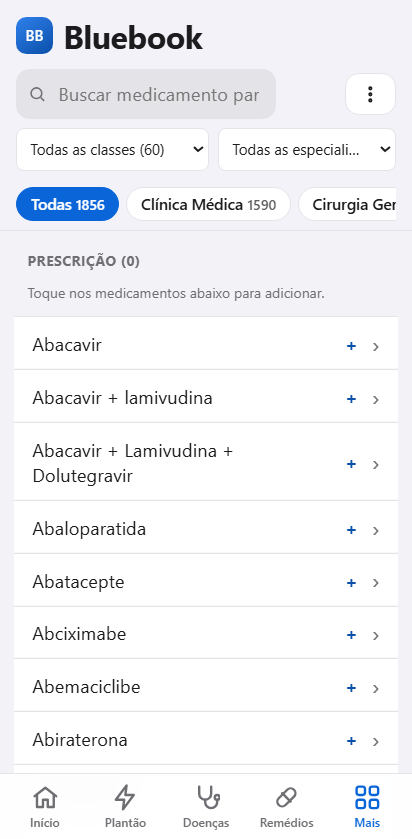 BB Bluebook
Buscar medicamento par
Todas as classes (60)
Todas as especiali...
Todas 1856
Clínica Médica 1590
Cirurgia Ger
PRESCRIÇÃO (0)
Toque nos medicamentos abaixo para adicionar.
Abacavir + ›
Abacavir + lamivudina + ›
Abacavir + Lamivudina +
Dolutegravir + ›
Abaloparatida + ›
Abatacepte + ›
Abciximabe + ›
Abemaciclibe + ›
Abiraterona + ›
Início
Plantão
Doenças
Remédios
Mais